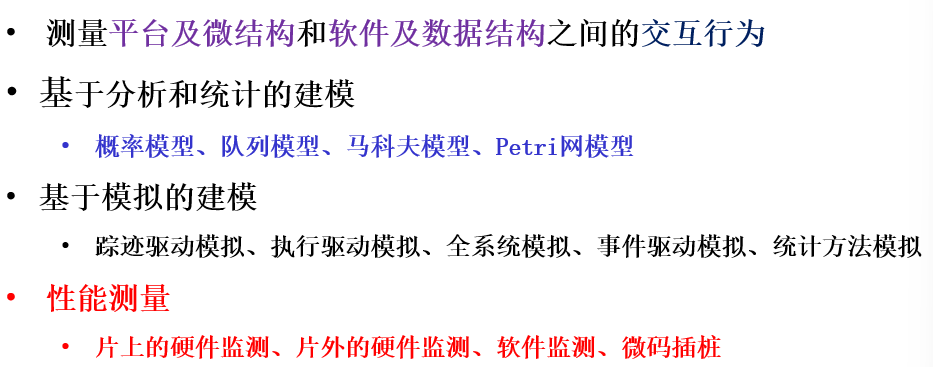 • 测量平台及微结构和软件及数据结构之间的交互行为
• 基于分析和统计的建模
• 概率模型、队列模型、马科夫模型、Petri网模型
• 基于模拟的建模
• 踪迹驱动模拟、执行驱动模拟、全系统模拟、事件驱动模拟、统计方法模拟
• 性能测量
• 片上的硬件监测、片外的硬件监测、软件监测、微码插桩